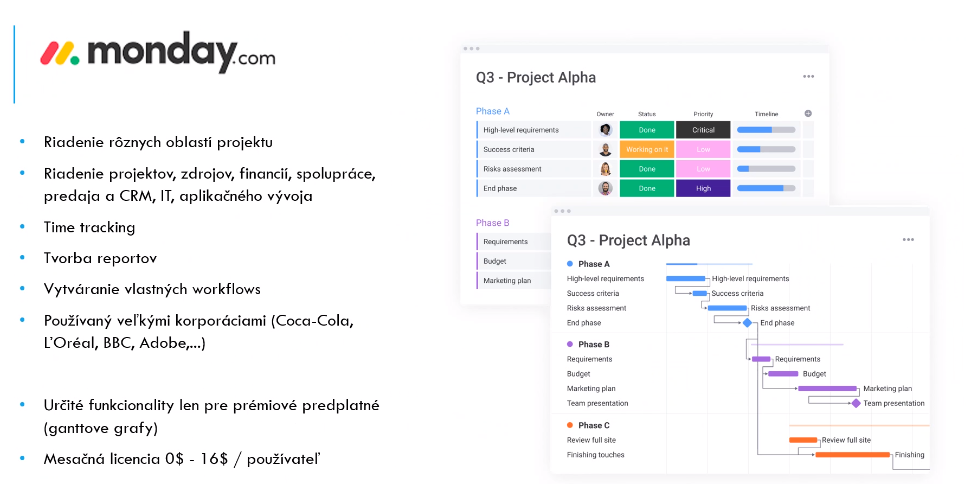 monday.com
Riadenie rôznych oblastí projektu
Riadenie projektov, zdrojov, financií, spolupráce,
predaja a CRM, IT, aplikačného vývoja
Time tracking
Tvorba reportov
Vytváranie vlastných workflows
Používaný veľkými korporáciami (Coca-Cola,
L'Oréal, BBC, Adobe,...)
Určité funkcionality len pre prémiové predplatné
(ganttove grafy)
Mesačná licencia 0$ - 16$ / používateľ
Q3 - Project Alpha
Phase A Owner Status Priority Timeline
High-level requirements Done Critical
Success criteria Working on it Low
Risks assessment Done Low
End phase Done High
Phase B
Requirements
Budget
Marketing plan
Q3 - Project Alpha
Phase A
High-level requirements High-level requirements
Success criteria Success criteria
Risks assessment Risks assessment
End phase End phase
Phase B
Requirements Requirements
Budget Budget
Marketing plan Marketing plan
Team presentation Team presentation
Phase C
Review full site Review full site
Finishing touches Finishing